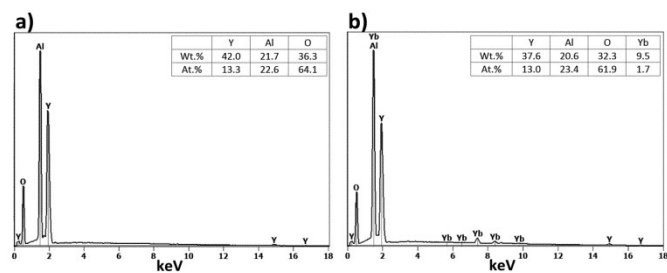 a)
Al
Y
O
Y
Y
Y
Y Al O
Wt.% 42.0 21.7 36.3
At.% 13.3 22.6 64.1
0 2 4 6 8 10 12 14 16 18
keV
b)
Yb
Al
Y
O
Y
Yb Yb Yb Yb Yb
Y
Y
Y Al O Yb
Wt.% 37.6 20.6 32.3 9.5
At.% 13.0 23.4 61.9 1.7
0 2 4 6 8 10 12 14 16 18
keV